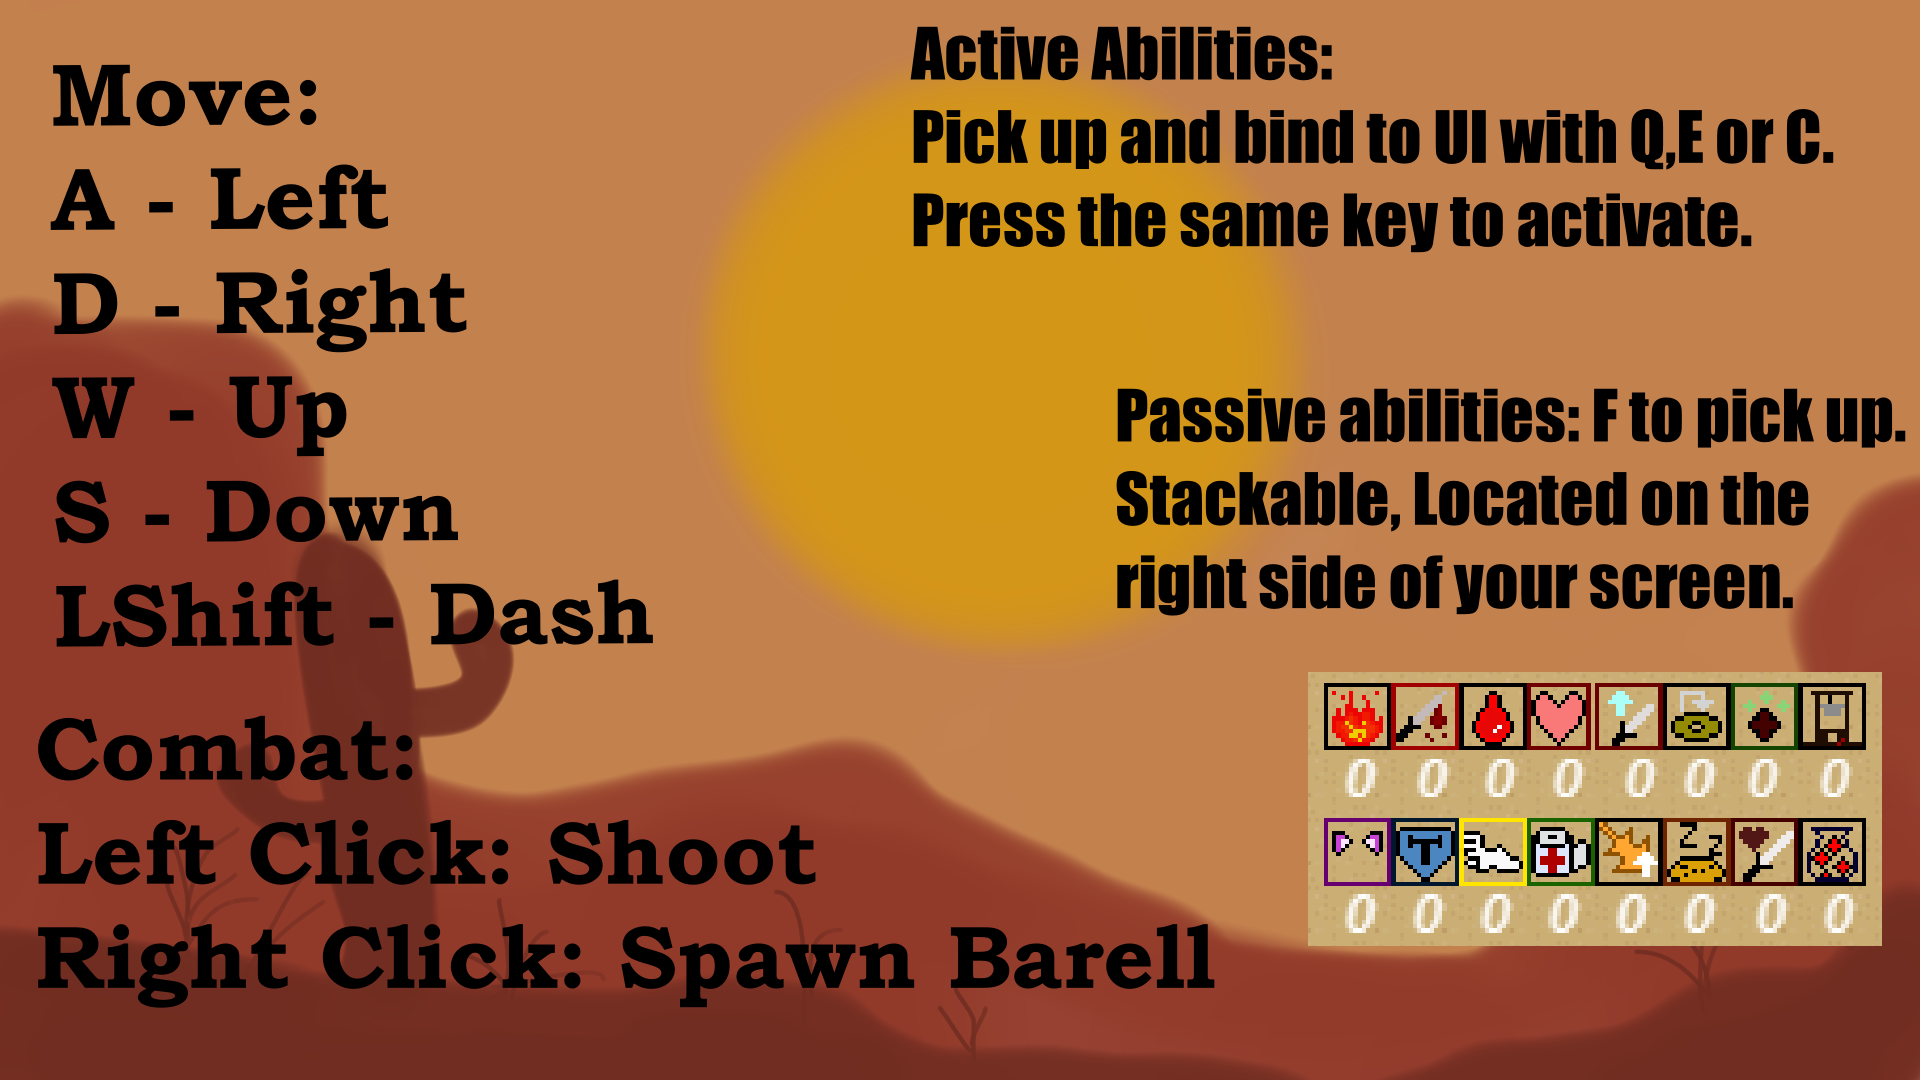 Move:
A - Left
D - Right
W - Up
S - Down
LShift - Dash
Combat:
Left Click: Shoot
Right Click: Spawn Barell
Active Abilities:
Pick up and bind to UI with Q,E or C.
Press the same key to activate.
Passive abilities: F to pick up.
Stackable, Located on the
right side of your screen.
0 0 0 0 0 0 0 0
T Z Z
0 0 0 0 0 0 0 0